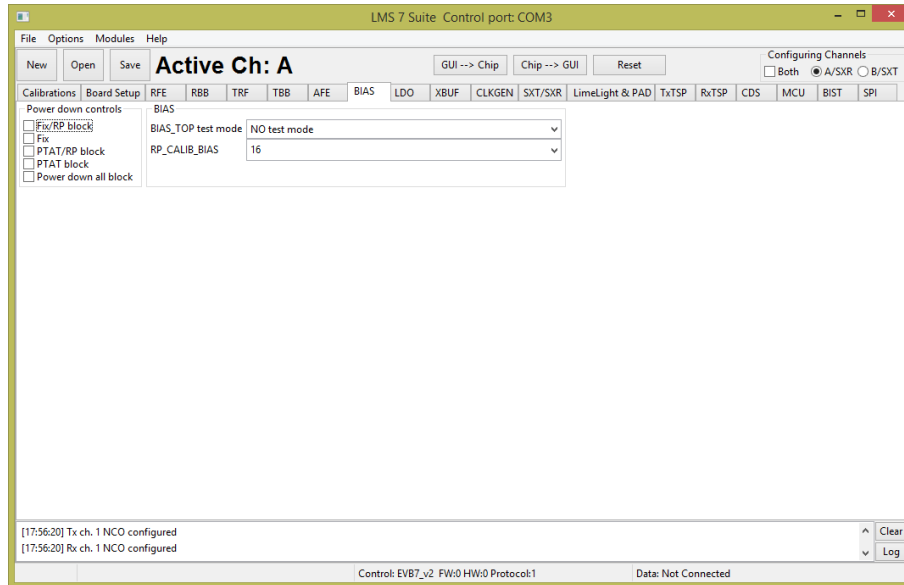 LMS 7 Suite Control port: COM3
File Options Modules Help
New Open Save Active Ch: A GUI --> Chip Chip --> GUI Reset
Configuring Channels
Both A/SXR B/SXT
Calibrations Board Setup RFE RBB TRF TBB AFE BIAS LDO XBUF CLKGEN SXT/SXR LimeLight & PAD TxTSP RxTSP CDS MCU BIST SPI
Power down controls
Fix/RP block
Fix
PTAT/RP block
PTAT block
Power down all block
BIAS
BIAS_TOP test mode NO test mode
RP_CALIB_BIAS 16
[17:56:20] Tx ch. 1 NCO configured
[17:56:20] Rx ch. 1 NCO configured
Clear
Log
Control: EVB7_v2 FW:0 HW:0 Protocol:1 Data: Not Connected